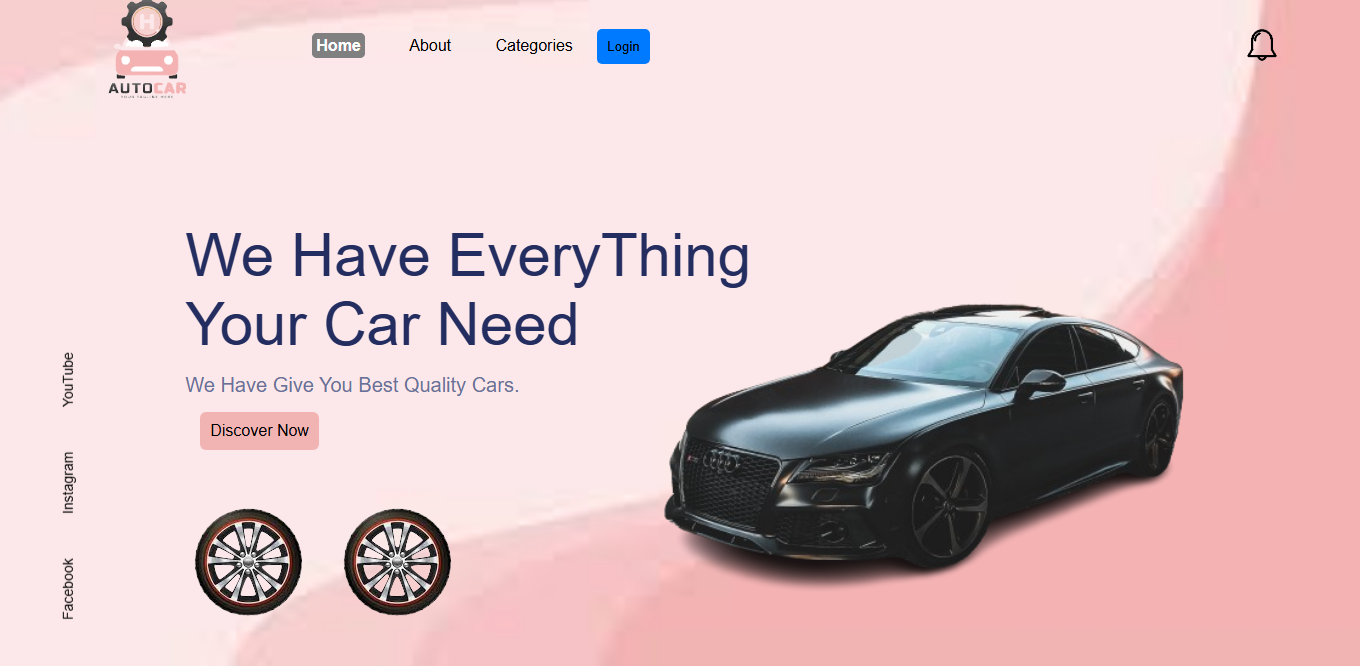 H
AUTOCAR
Home
About
Categories
Login
We Have EveryThing
Your Car Need
We Have Give You Best Quality Cars.
Discover Now
YouTube
Instagram
Facebook